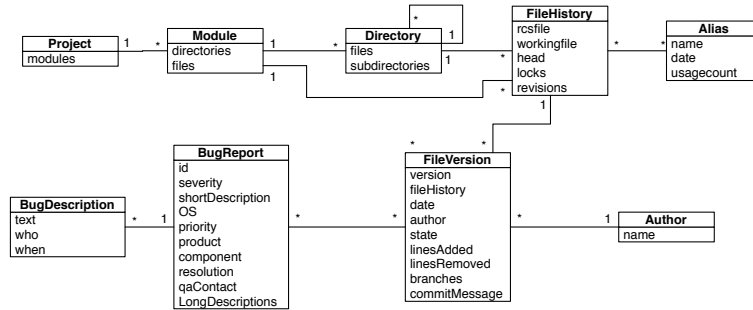 Project
modules
1
*
Module
directories
files
1
1
*
Directory
files
subdirectories
*
1
1
*
*
FileHistory
rcsfile
workingfile
head
locks
revisions
*
*
Alias
name
date
usagecount
1
*
*
BugDescription
text
who
when
*
1
BugReport
id
severity
shortDescription
OS
priority
product
component
resolution
qaContact
LongDescriptions
*
*
FileVersion
version
fileHistory
date
author
state
linesAdded
linesRemoved
branches
commitMessage
*
1
Author
name